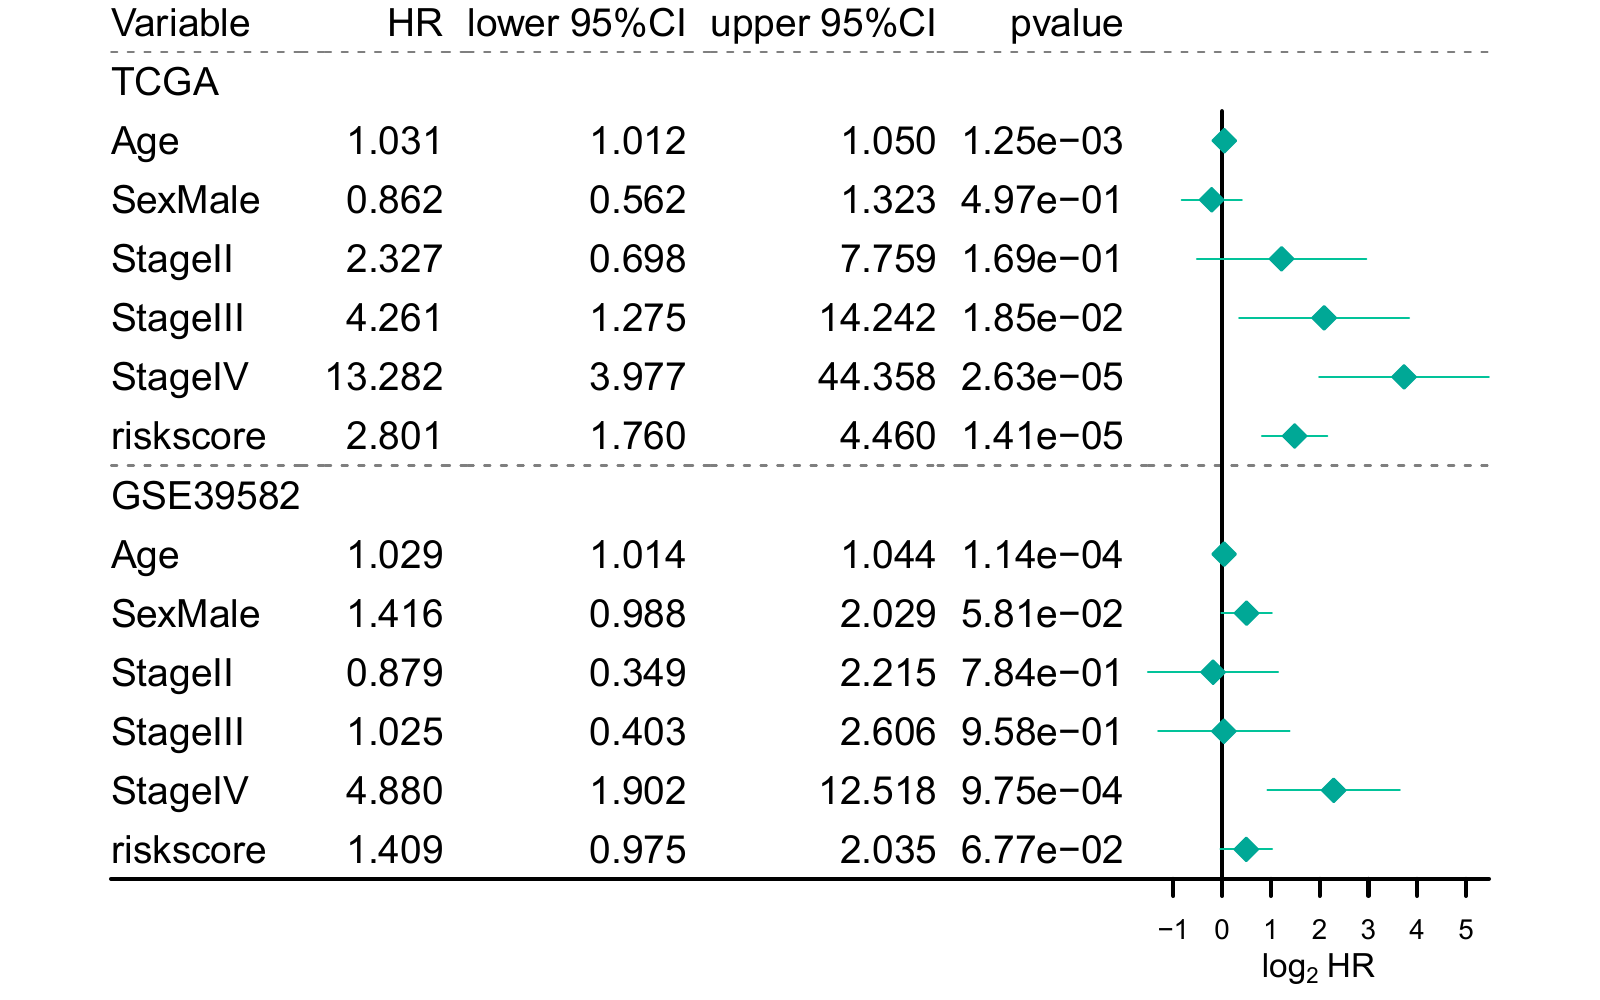 Variable HR lower 95%CI upper 95%CI pvalue
TCGA
Age 1.031 1.012 1.050 1.25e−03
SexMale 0.862 0.562 1.323 4.97e−01
StageII 2.327 0.698 7.759 1.69e−01
StageIII 4.261 1.275 14.242 1.85e−02
StageIV 13.282 3.977 44.358 2.63e−05
riskscore 2.801 1.760 4.460 1.41e−05
GSE39582
Age 1.029 1.014 1.044 1.14e−04
SexMale 1.416 0.988 2.029 5.81e−02
StageII 0.879 0.349 2.215 7.84e−01
StageIII 1.025 0.403 2.606 9.58e−01
StageIV 4.880 1.902 12.518 9.75e−04
riskscore 1.409 0.975 2.035 6.77e−02
−1 0 1 2 3 4 5
log₂ HR